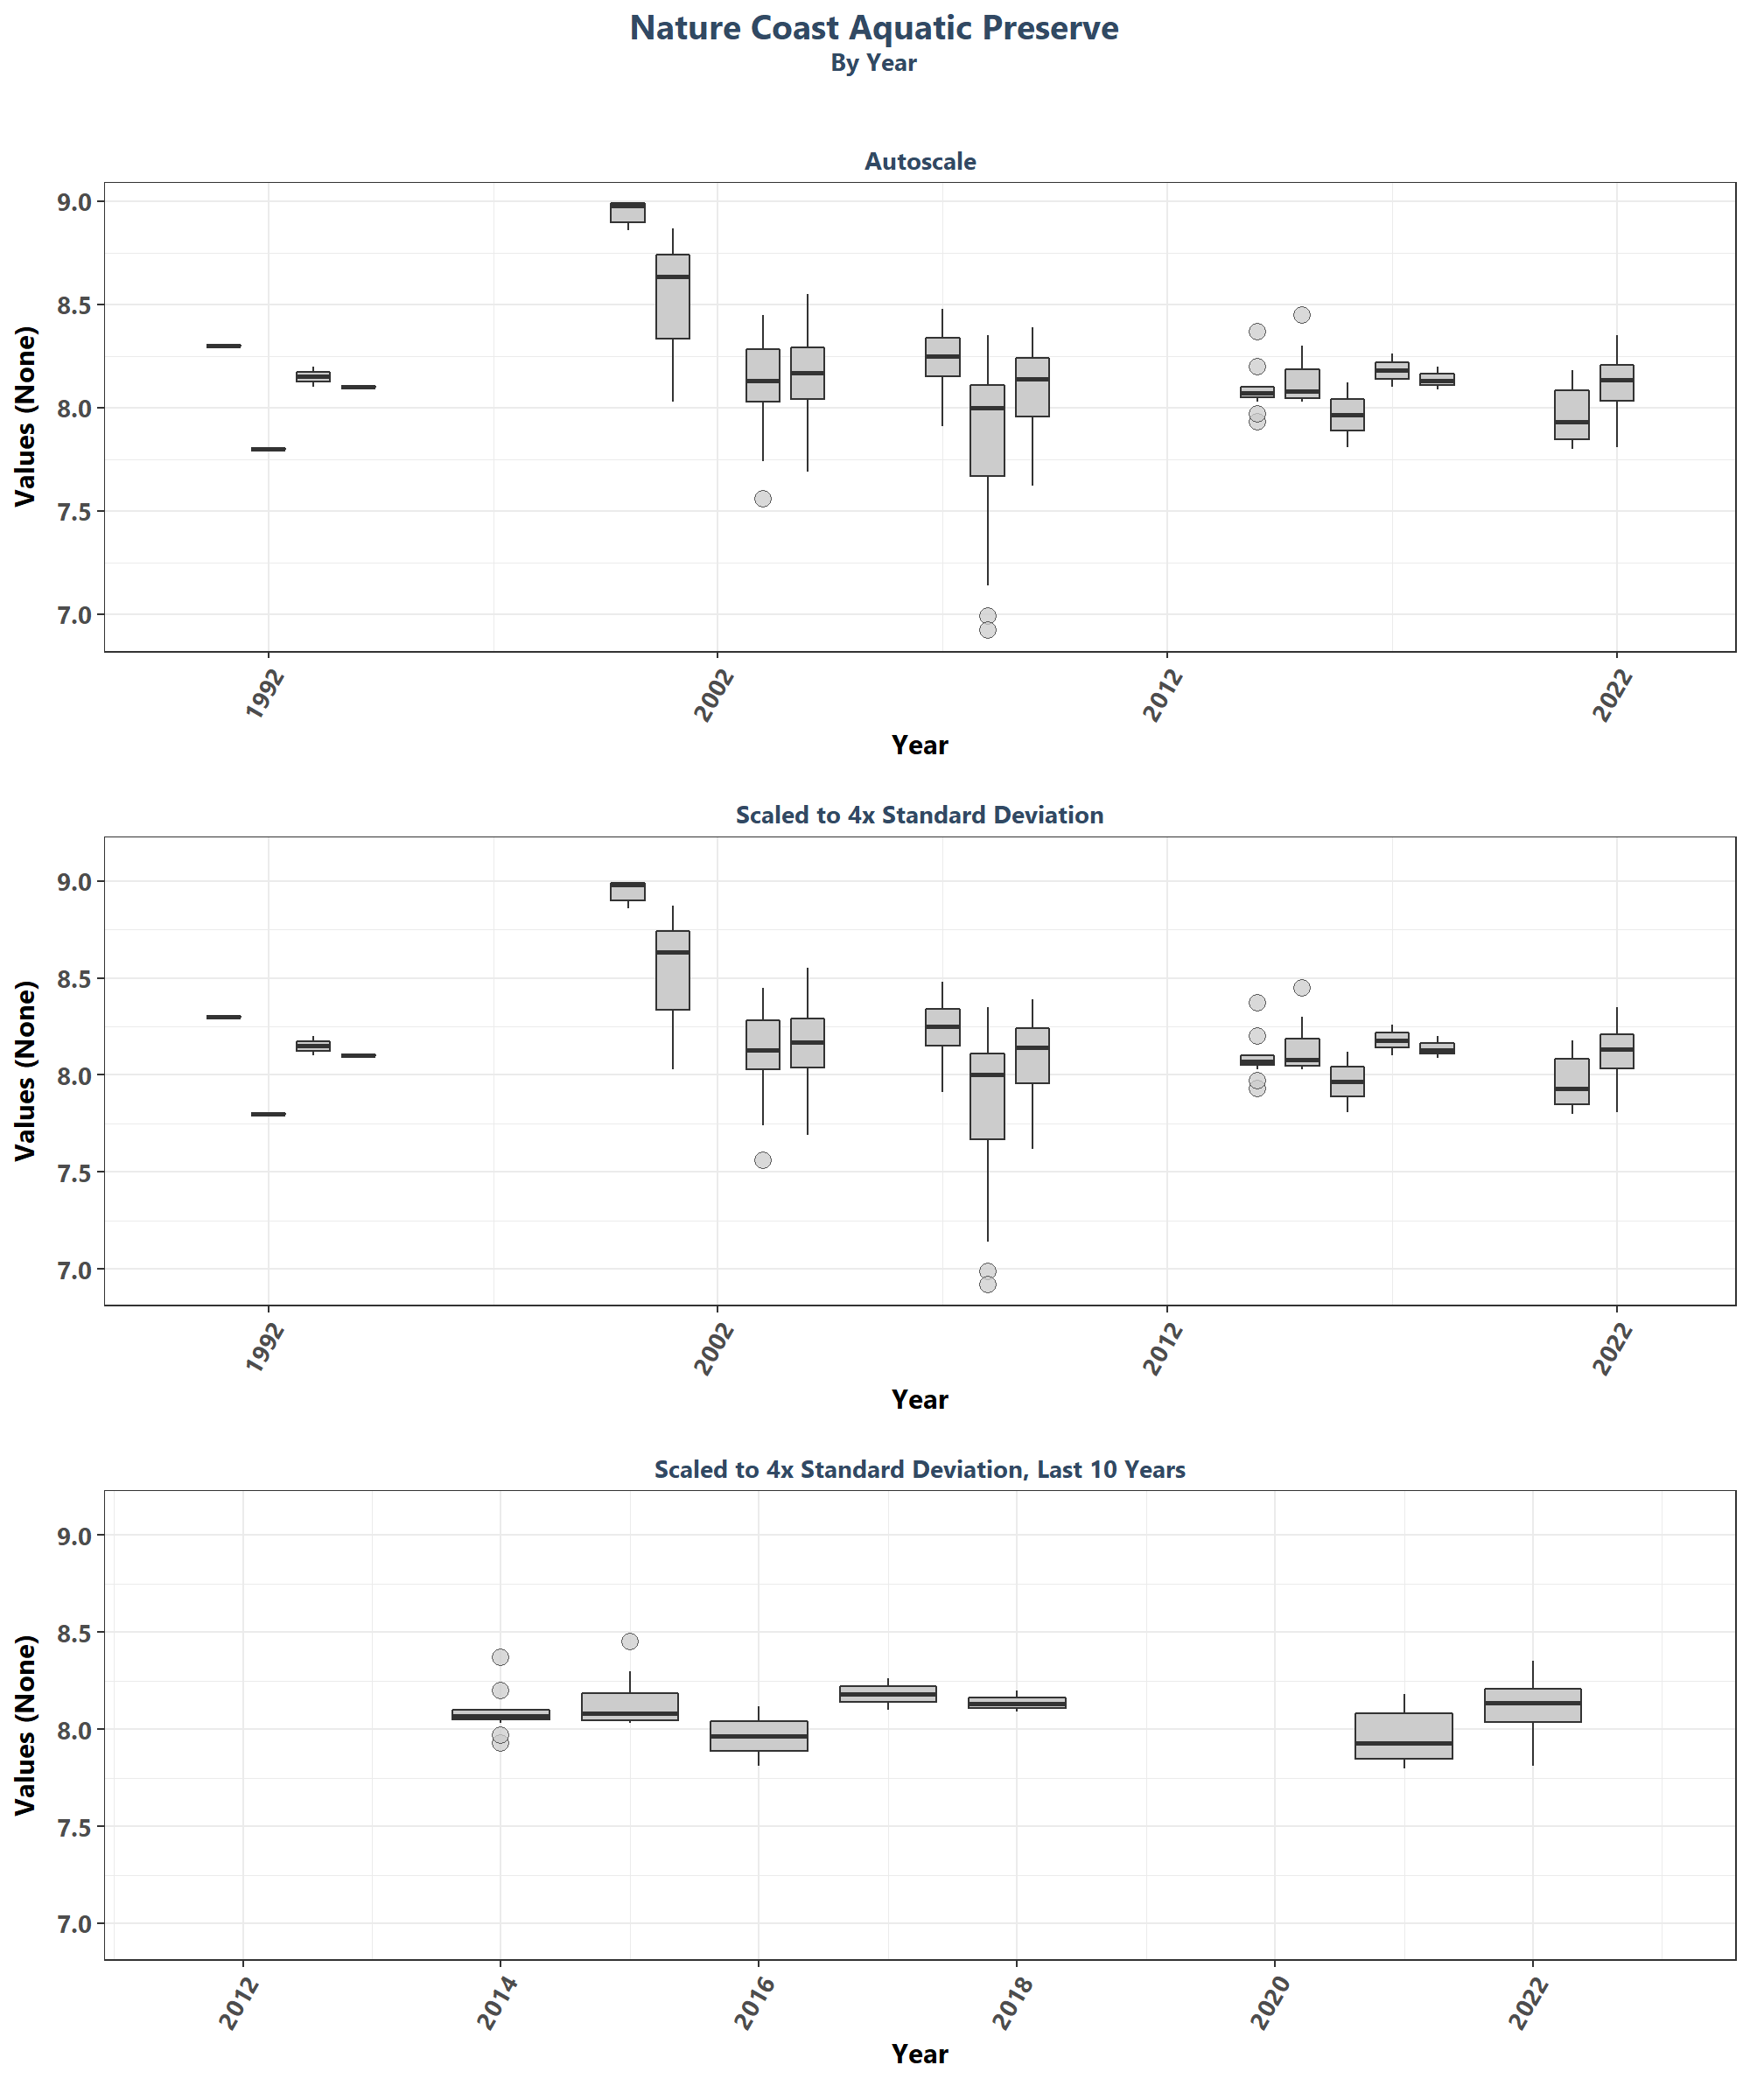 Nature Coast Aquatic Preserve
By Year
Autoscale
Values (None)
9.0
8.5
8.0
7.5
7.0
1992
2002
2012
2022
Year
Scaled to 4x Standard Deviation
Values (None)
9.0
8.5
8.0
7.5
7.0
1992
2002
2012
2022
Year
Scaled to 4x Standard Deviation, Last 10 Years
Values (None)
9.0
8.5
8.0
7.5
7.0
2012
2014
2016
2018
2020
2022
Year